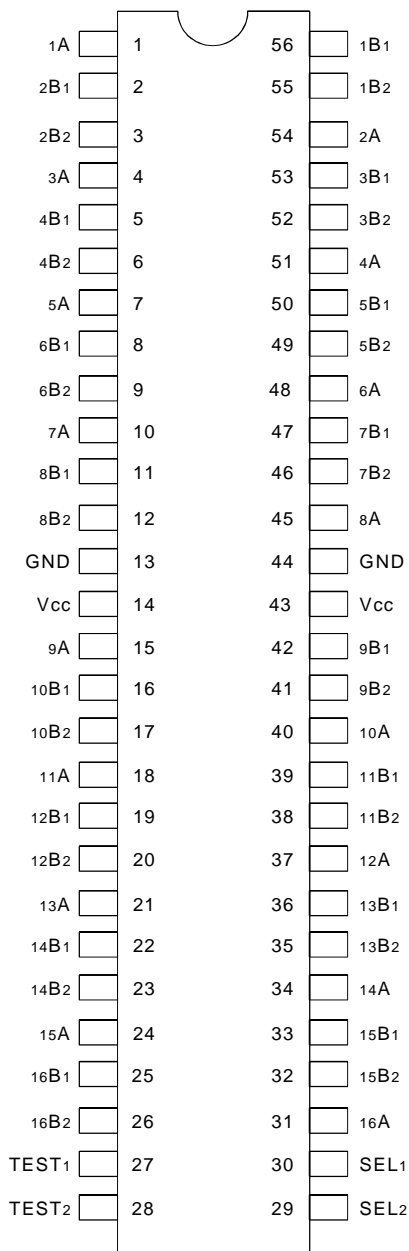 1A 1 56 1B1
2B1 2 55 1B2
2B2 3 54 2A
3A 4 53 3B1
4B1 5 52 3B2
4B2 6 51 4A
5A 7 50 5B1
6B1 8 49 5B2
6B2 9 48 6A
7A 10 47 7B1
8B1 11 46 7B2
8B2 12 45 8A
GND 13 44 GND
Vcc 14 43 Vcc
9A 15 42 9B1
10B1 16 41 9B2
10B2 17 40 10A
11A 18 39 11B1
12B1 19 38 11B2
12B2 20 37 12A
13A 21 36 13B1
14B1 22 35 13B2
14B2 23 34 14A
15A 24 33 15B1
16B1 25 32 15B2
16B2 26 31 16A
TEST1 27 30 SEL1
TEST2 28 29 SEL2